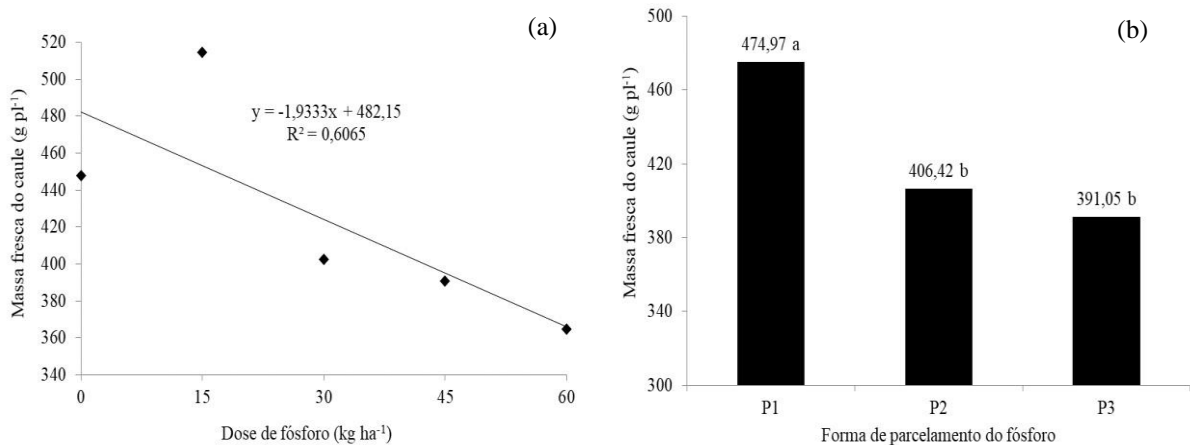 (a)
Massa fresca do caule (g pl⁻¹)
520
500
480
460
440
420
400
380
360
340
y = -1,9333x + 482,15
R² = 0,6065
0 15 30 45 60
Dose de fósforo (kg ha⁻¹)
(b)
Massa fresca do caule (g pl⁻¹)
500
460
420
380
340
300
474,97 a
406,42 b
391,05 b
P1 P2 P3
Forma de parcelamento do fósforo